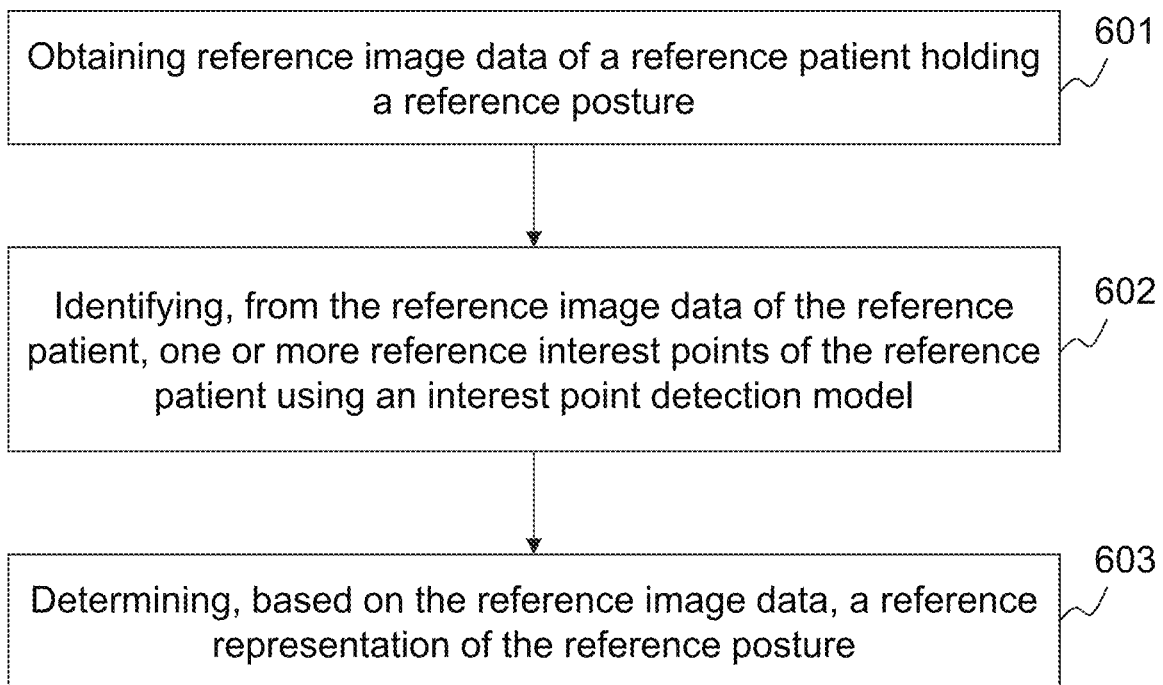 601
Obtaining reference image data of a reference patient holding
a reference posture
602
Identifying, from the reference image data of the reference
patient, one or more reference interest points of the reference
patient using an interest point detection model
603
Determining, based on the reference image data, a reference
representation of the reference posture